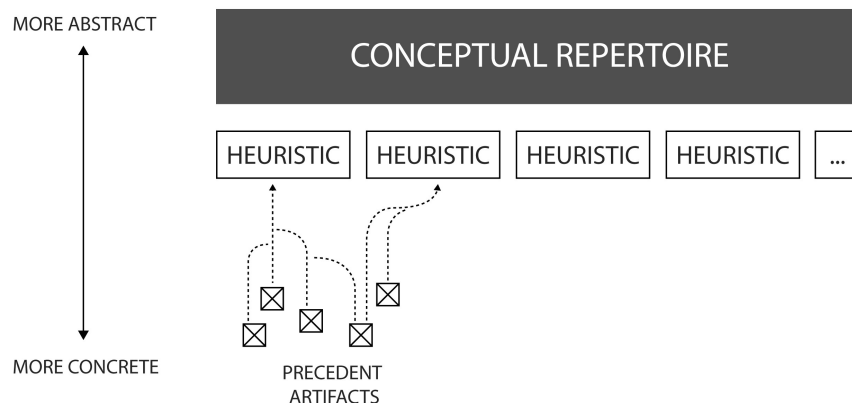 MORE ABSTRACT
CONCEPTUAL REPERTOIRE
HEURISTIC
HEURISTIC
HEURISTIC
HEURISTIC
...
MORE CONCRETE
PRECEDENT
ARTIFACTS